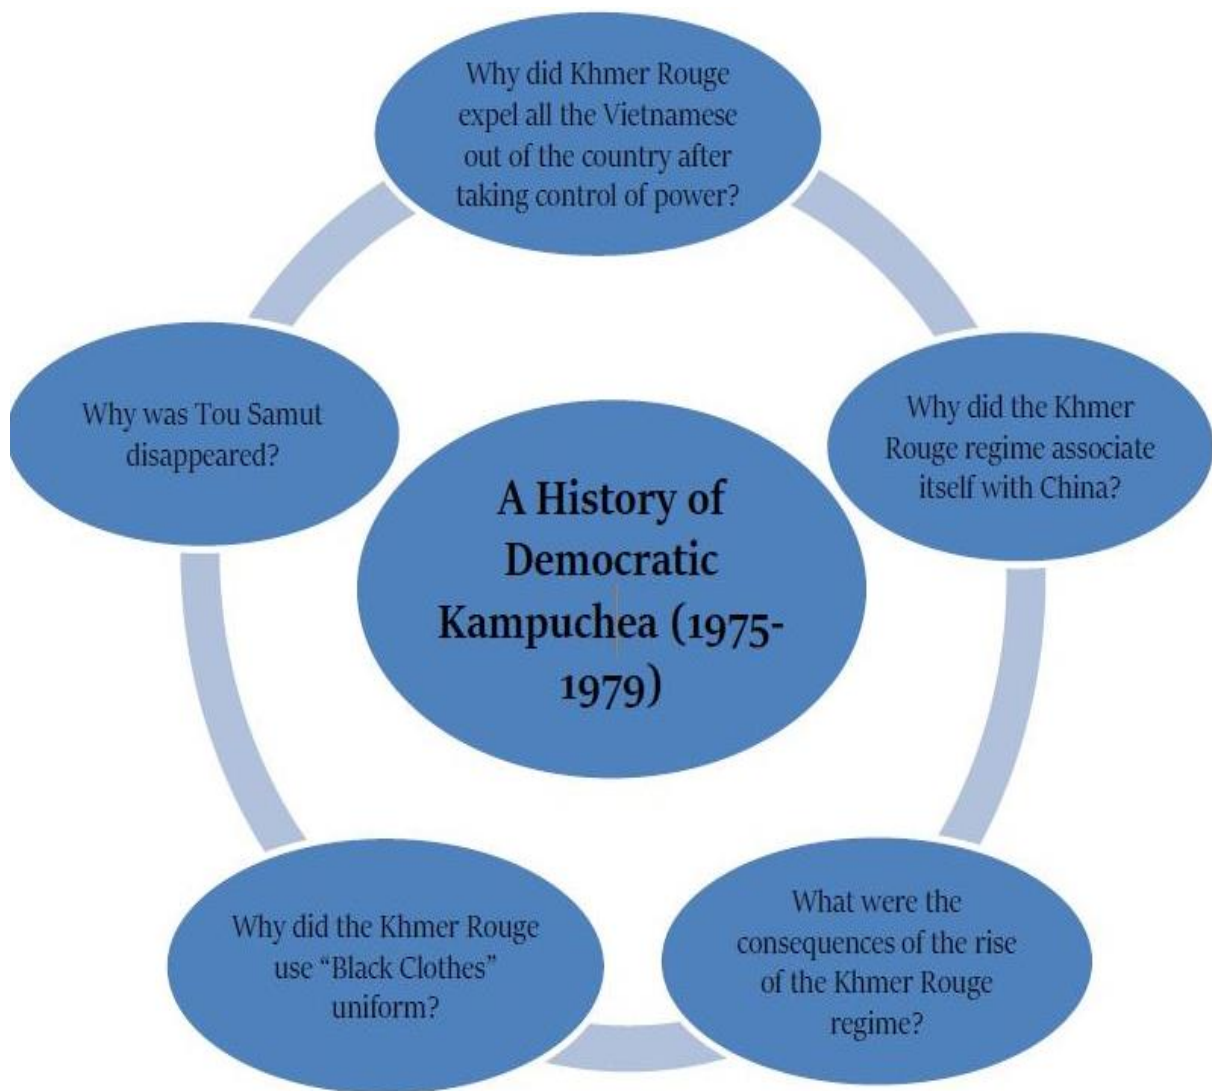 Why did Khmer Rouge
expel all the Vietnamese
out of the country after
taking control of power?
Why did the Khmer
Rouge regime associate
itself with China?
What were the
consequences of the rise
of the Khmer Rouge
regime?
Why did the Khmer Rouge
use “Black Clothes”
uniform?
Why was Tou Samut
disappeared?
A History of
Democratic
Kampuchea (1975-
1979)